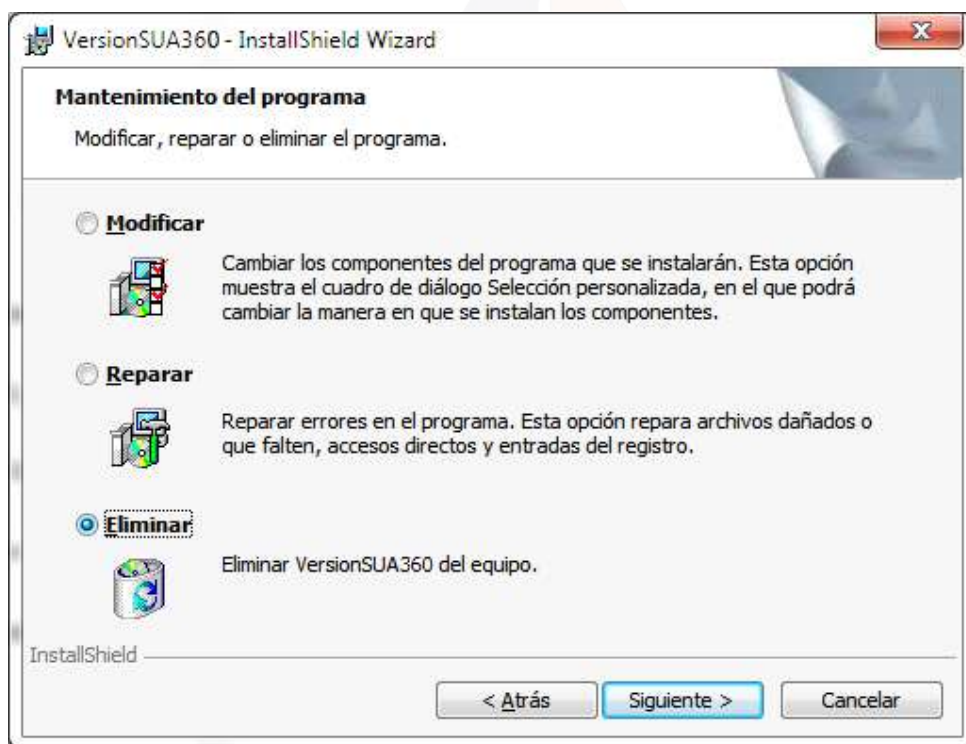 VersionSUA360 - InstallShield Wizard
Mantenimiento del programa
Modificar, reparar o eliminar el programa.
Modificar
Cambiar los componentes del programa que se instalarán. Esta opción
muestra el cuadro de diálogo Selección personalizada, en el que podrá
cambiar la manera en que se instalan los componentes.
Reparar
Reparar errores en el programa. Esta opción repara archivos dañados o
que falten, accesos directos y entradas del registro.
Eliminar
Eliminar VersionSUA360 del equipo.
InstallShield
< Atrás Siguiente > Cancelar